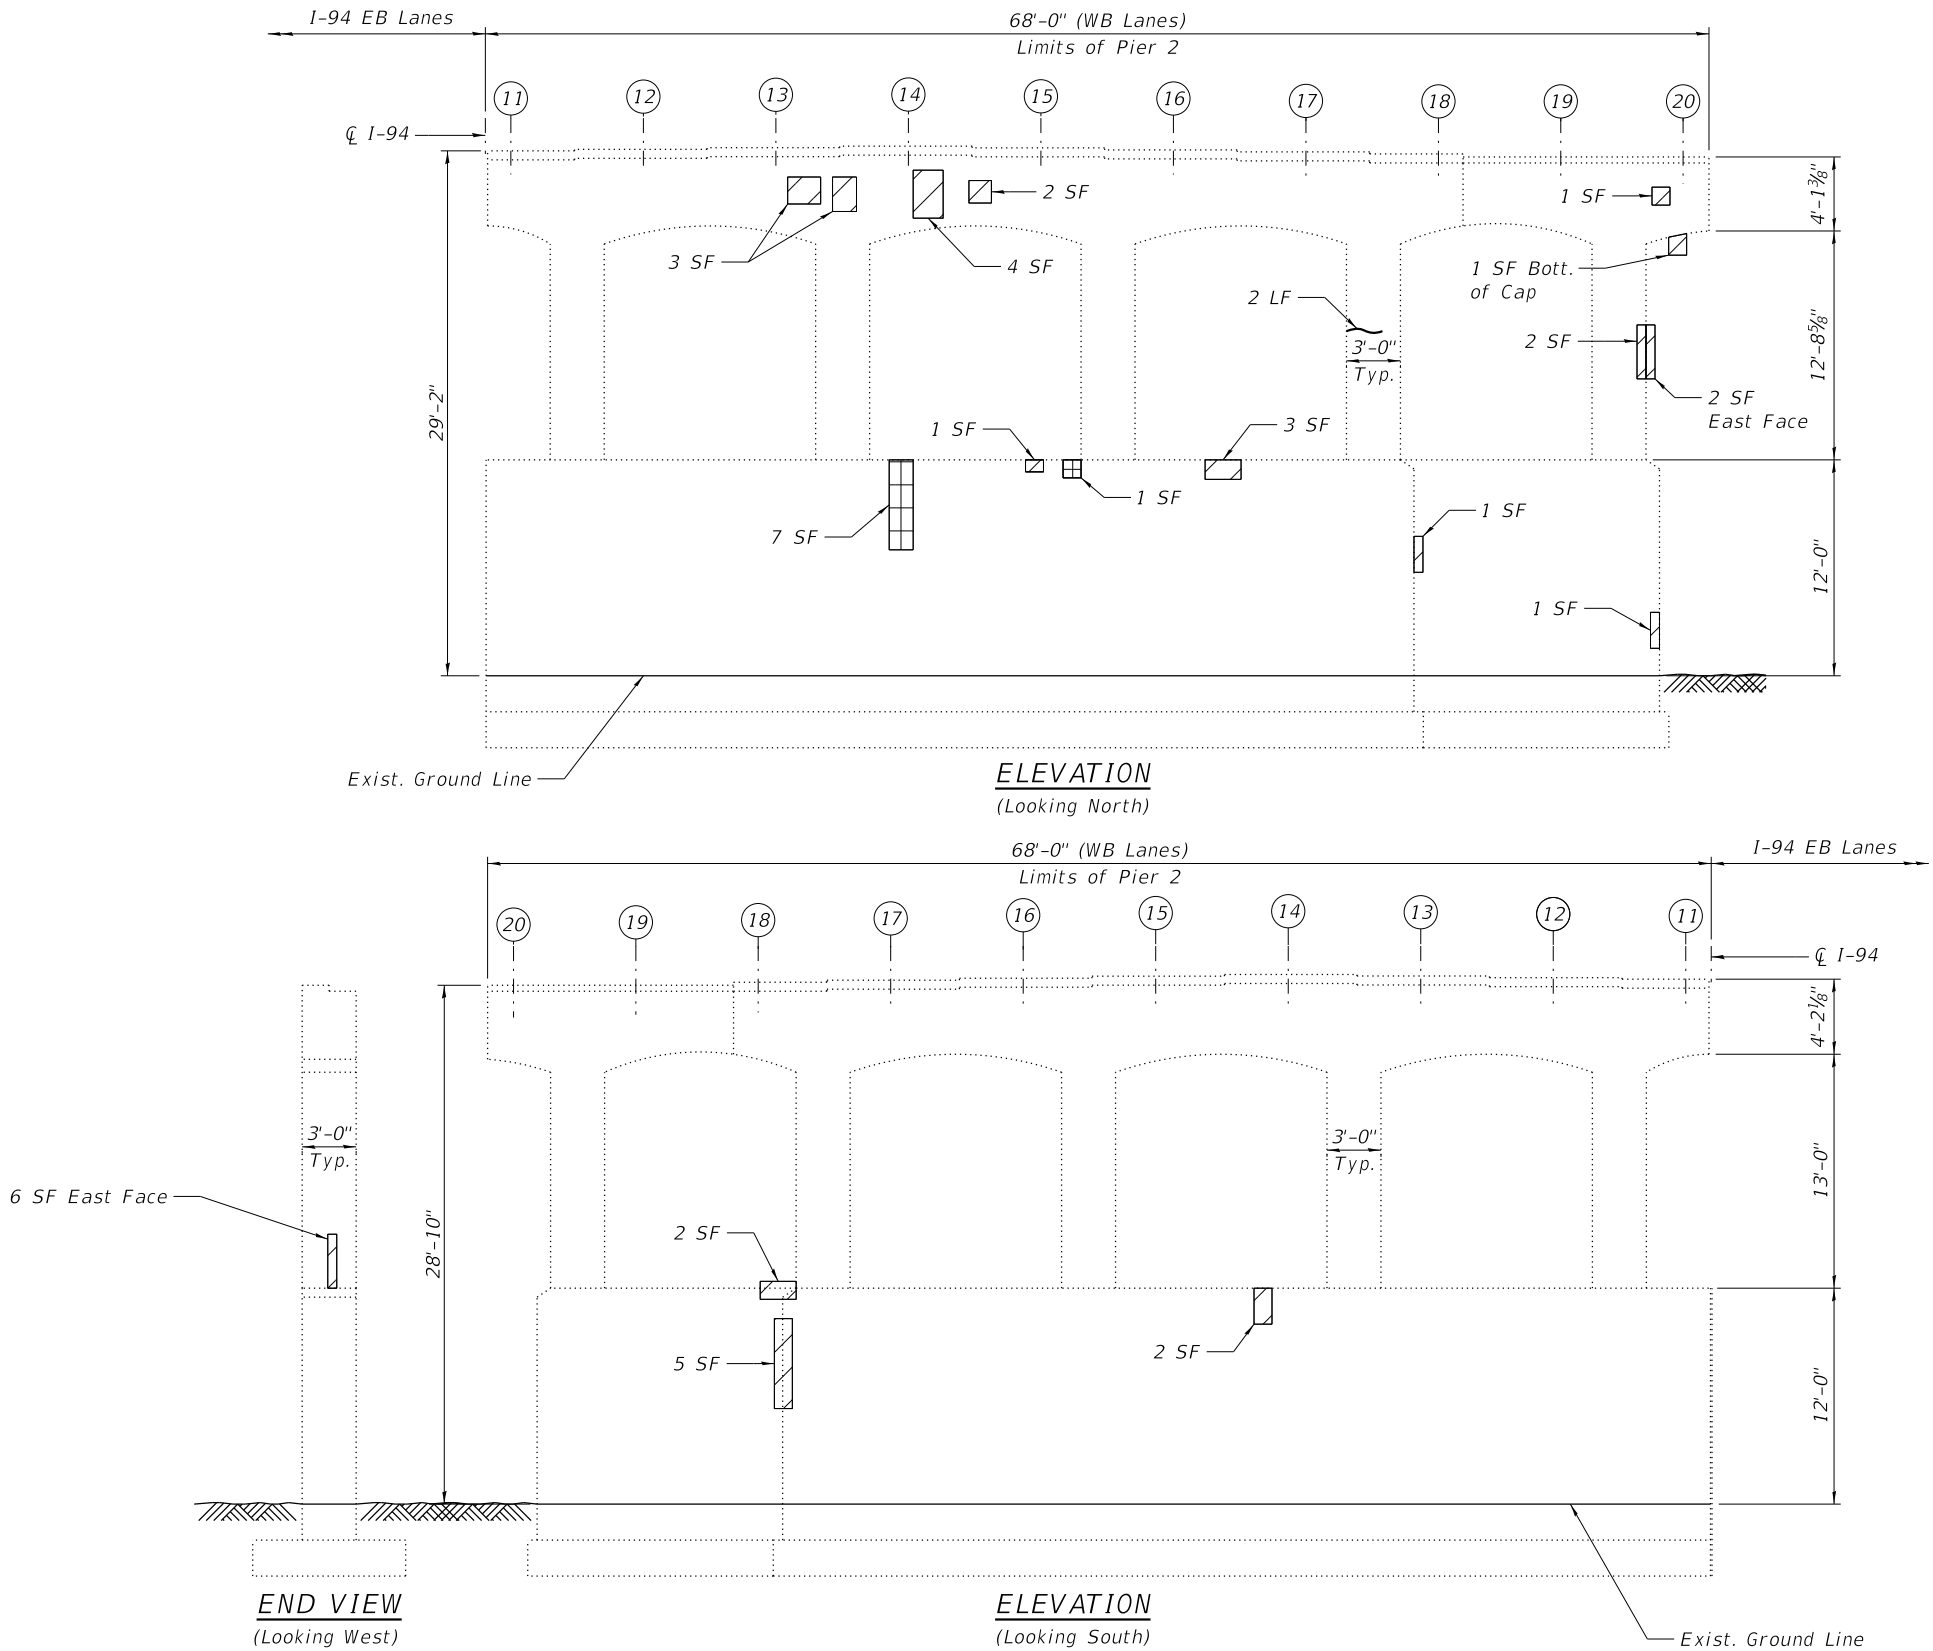 I-94 EB Lanes
68'-0" (WB Lanes)
Limits of Pier 2
11 12 13 14 15 16 17 18 19 20
℄ I-94
4'-1⅜"
2 SF
1 SF
3 SF
4 SF
1 SF Bott.
of Cap
2 LF
12'-8⅝"
2 SF
3'-0"
Typ.
29'-2"
2 SF
East Face
1 SF
3 SF
1 SF
1 SF
7 SF
12'-0"
1 SF
Exist. Ground Line
ELEVATION
(Looking North)
68'-0" (WB Lanes)
Limits of Pier 2
I-94 EB Lanes
20 19 18 17 16 15 14 13 12 11
℄ I-94
4'-2⅛"
3'-0"
Typ.
3'-0"
Typ.
13'-0"
6 SF East Face
28'-10"
2 SF
2 SF
5 SF
12'-0"
END VIEW
(Looking West)
ELEVATION
(Looking South)
Exist. Ground Line